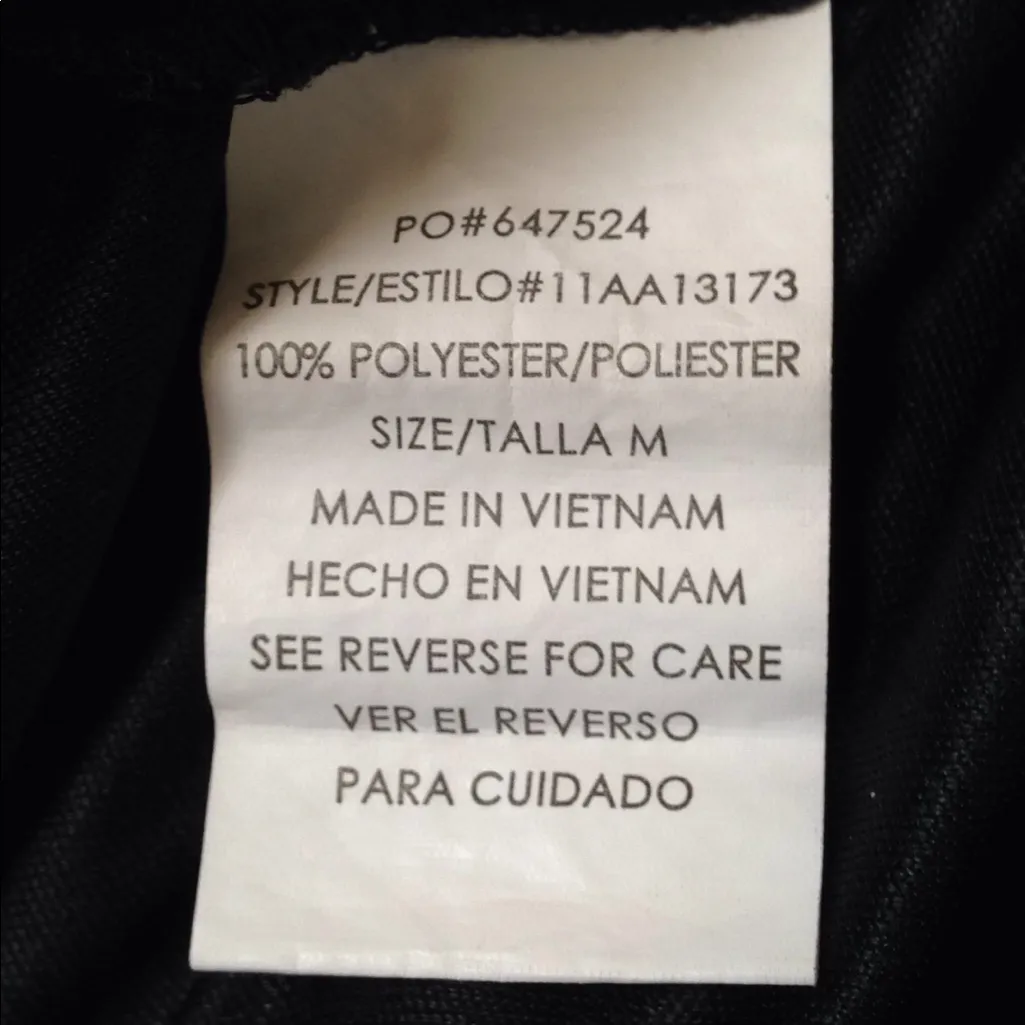 PO#647524
STYLE/ESTILO#11AA13173
100% POLYESTER/POLIESTER
SIZE/TALLA M
MADE IN VIETNAM
HECHO EN VIETNAM
SEE REVERSE FOR CARE
VER EL REVERSO
PARA CUIDADO